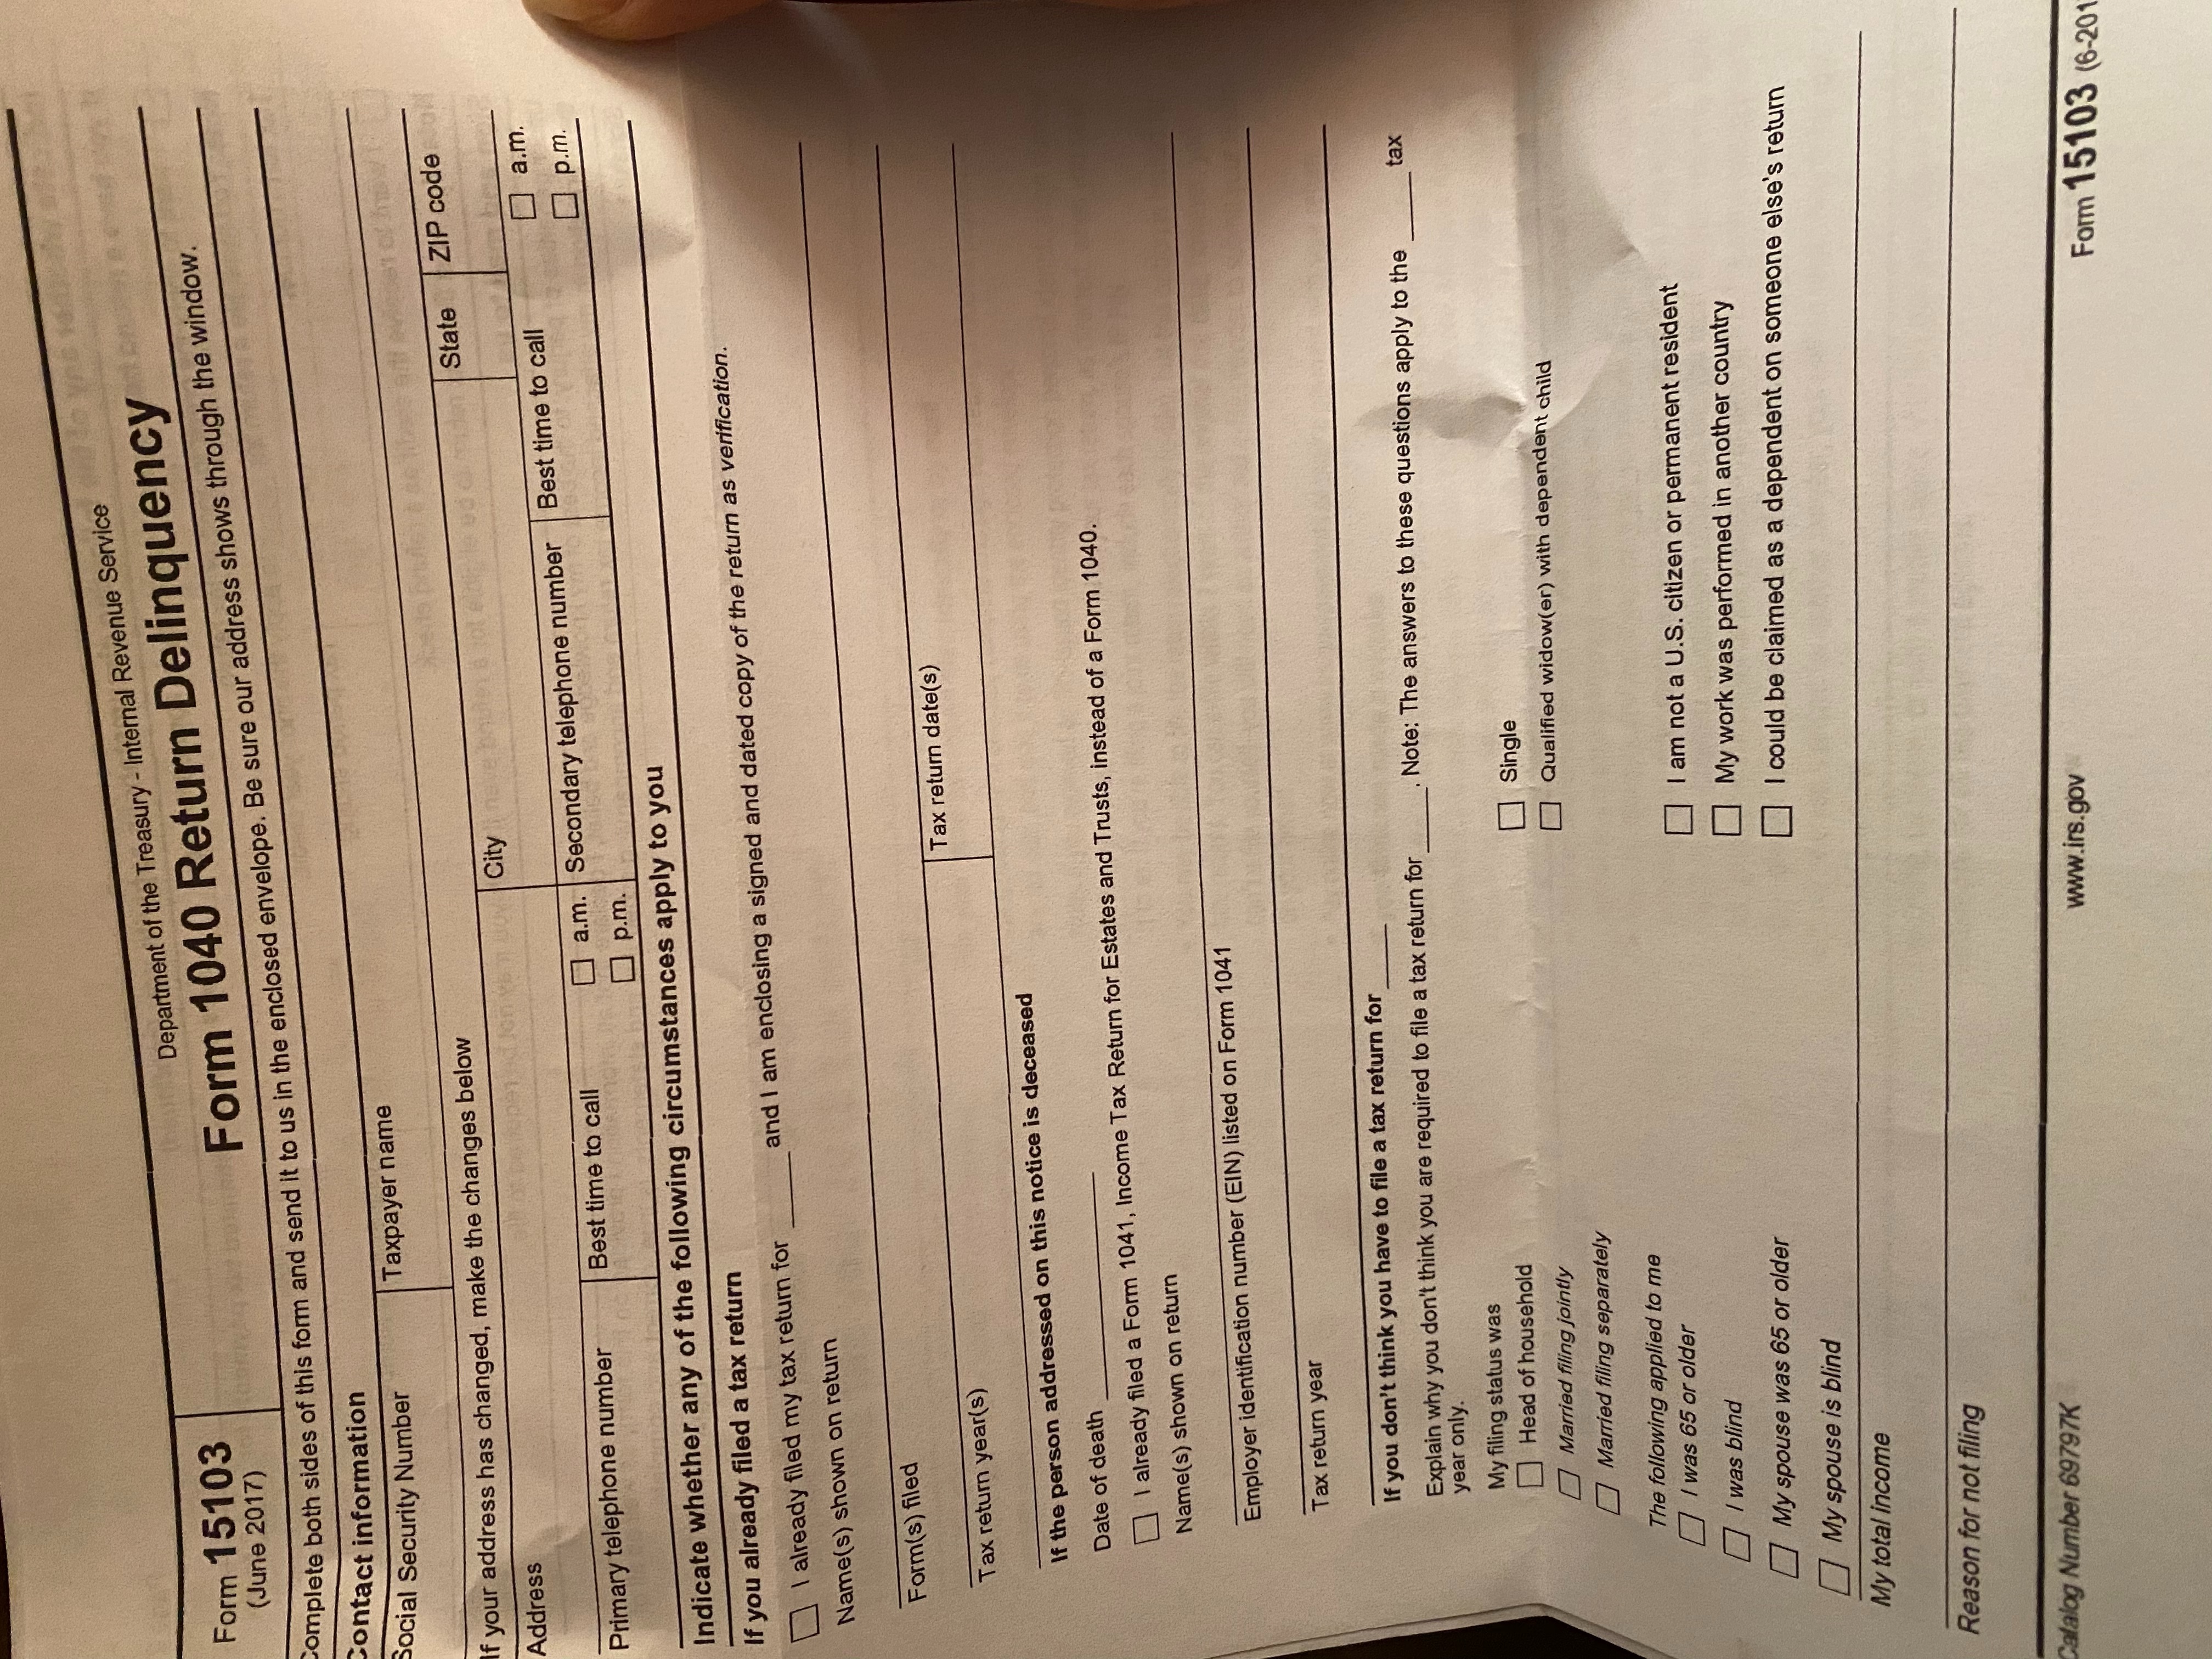 Department of the Treasury - Internal Revenue Service
Form 15103
(June 2017)
Form 1040 Return Delinquency
Complete both sides of this form and send it to us in the enclosed envelope. Be sure our address shows through the window.
Contact information
Social Security Number
Taxpayer name
If your address has changed, make the changes below
Address
City
State
ZIP code
Primary telephone number
Best time to call
a.m.
p.m.
Secondary telephone number
Best time to call
a.m.
p.m.
Indicate whether any of the following circumstances apply to you
If you already filed a tax return
I already filed my tax return for _____ and I am enclosing a signed and dated copy of the return as verification.
Name(s) shown on return
Form(s) filed
Tax return year(s)
Tax return date(s)
If the person addressed on this notice is deceased
Date of death _____
I already filed a Form 1041, Income Tax Return for Estates and Trusts, instead of a Form 1040.
Name(s) shown on return
Employer identification number (EIN) listed on Form 1041
Tax return year
If you don't think you have to file a tax return for _____
Explain why you don't think you are required to file a tax return for _____. Note: The answers to these questions apply to the _____ tax
year only.
My filing status was
Head of household
Single
Married filing jointly
Qualified widow(er) with dependent child
Married filing separately
The following applied to me
I was 65 or older
I am not a U.S. citizen or permanent resident
I was blind
My work was performed in another country
My spouse was 65 or older
I could be claimed as a dependent on someone else's return
My spouse is blind
My total income
Reason for not filing
Catalog Number 69797K
www.irs.gov
Form 15103 (6-201